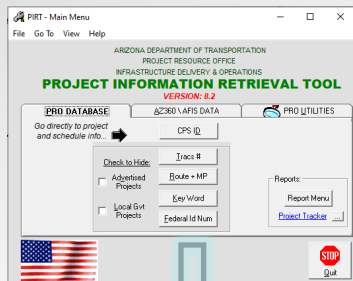 PIRT - Main Menu
File Go To View Help
ARIZONA DEPARTMENT OF TRANSPORTATION
PROJECT RESOURCE OFFICE
INFRASTRUCTURE DELIVERY & OPERATIONS
PROJECT INFORMATION RETRIEVAL TOOL
VERSION: 8.2
PRO DATABASE
AZ360 \ AFIS DATA
PRO UTILITIES
Go directly to project
and schedule info...
CPS ID
Check to Hide:
Advertised
Projects
Local Gvt
Projects
Tracs #
Route + MP
Key Word
Federal Id Num
Reports:
Report Menu
Project Tracker ...
STOP
Quit